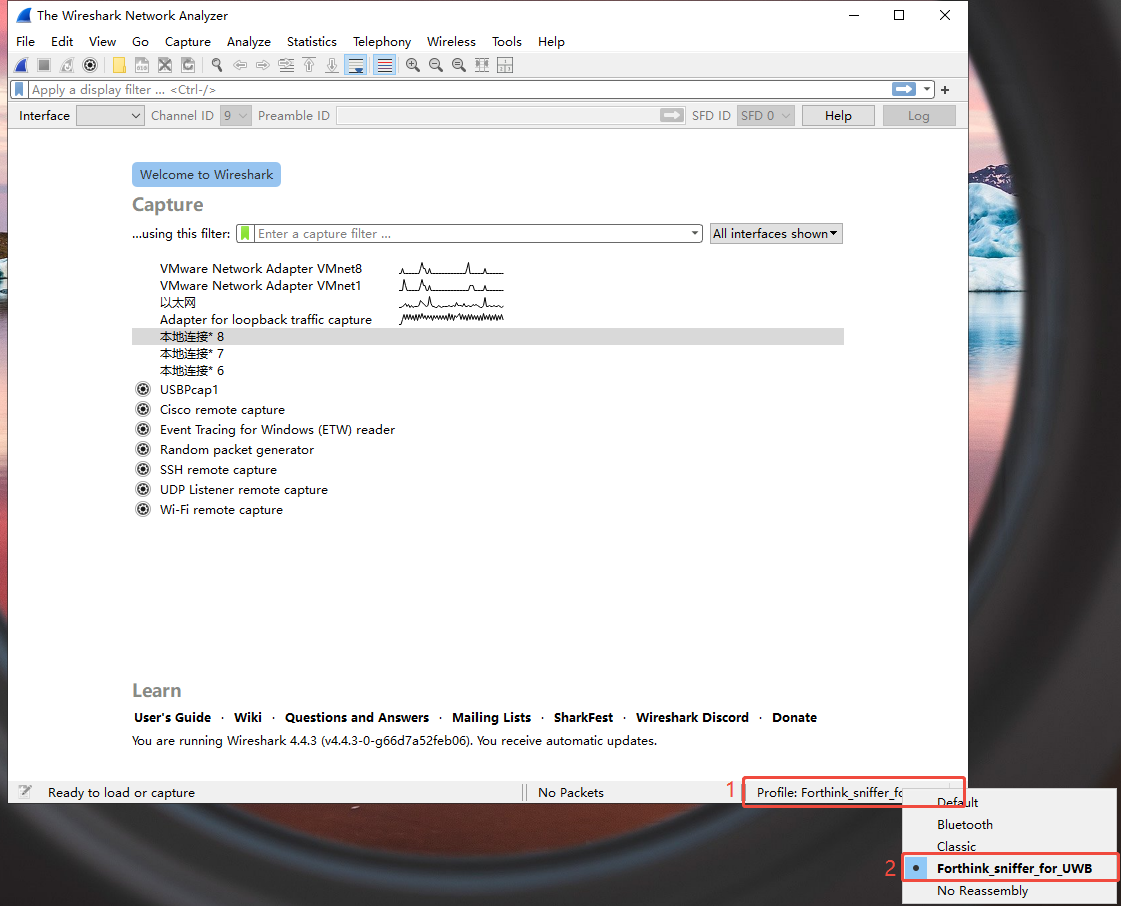 The Wireshark Network Analyzer
File Edit View Go Capture Analyze Statistics Telephony Wireless Tools Help
Apply a display filter ... <Ctrl-/>
Interface Channel ID 9 Preamble ID SFD ID SFD 0 Help Log
Welcome to Wireshark
Capture
...using this filter: Enter a capture filter ... All interfaces shown
VMware Network Adapter VMnet8
VMware Network Adapter VMnet1
以太网
Adapter for loopback traffic capture
本地连接* 8
本地连接* 7
本地连接* 6
USBPcap1
Cisco remote capture
Event Tracing for Windows (ETW) reader
Random packet generator
SSH remote capture
UDP Listener remote capture
Wi-Fi remote capture
Learn
User's Guide · Wiki · Questions and Answers · Mailing Lists · SharkFest · Wireshark Discord · Donate
You are running Wireshark 4.4.3 (v4.4.3-0-g66d7a52feb06). You receive automatic updates.
Ready to load or capture No Packets 1 Profile: Forthink_sniffer_fo
Default
Bluetooth
Classic
2 Forthink_sniffer_for_UWB
No Reassembly